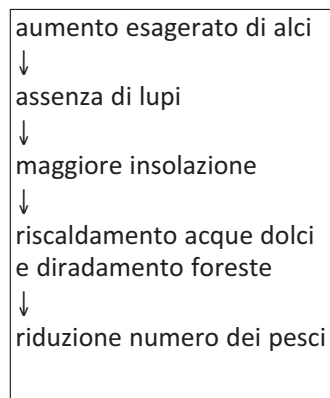 aumento esagerato di alci
↓
assenza di lupi
↓
maggiore insolazione
↓
riscaldamento acque dolci
e diradamento foreste
↓
riduzione numero dei pesci